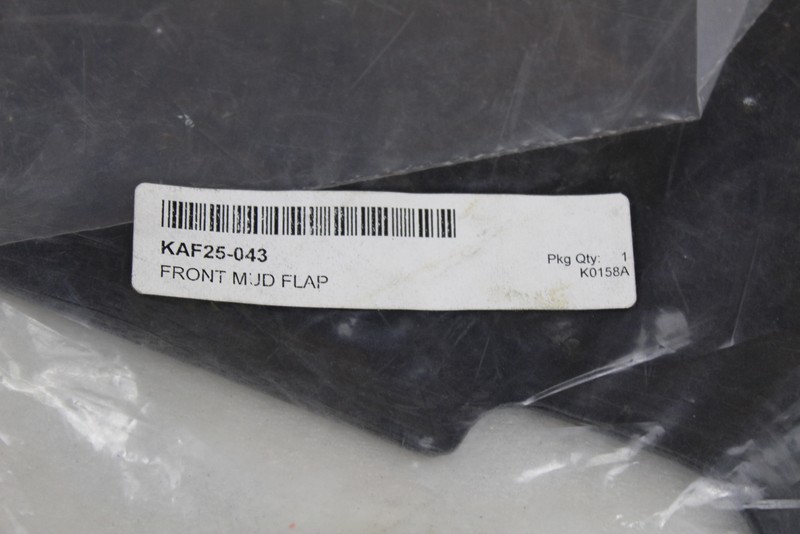 KAF25-043
FRONT MUD FLAP
Pkg Qty: 1
K0158A